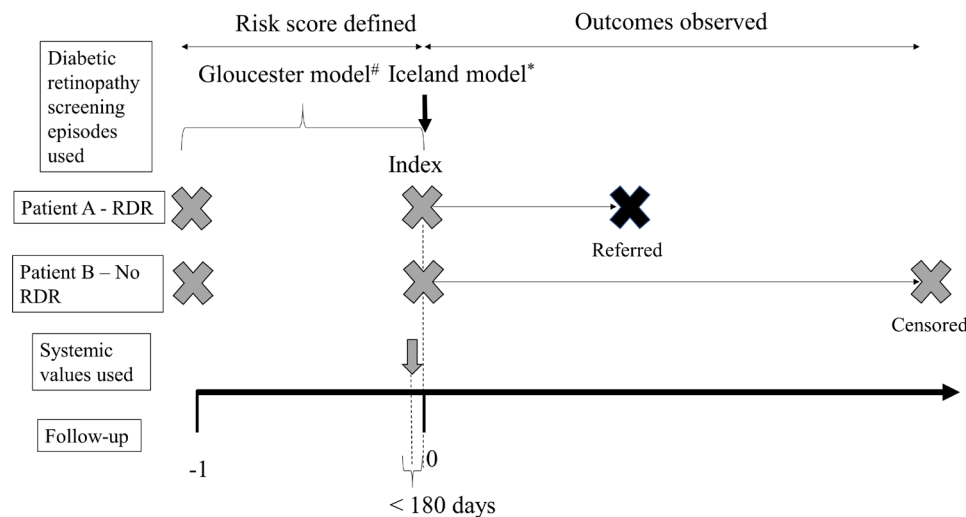 Risk score defined
Outcomes observed
Diabetic
retinopathy
screening
episodes
used
Gloucester model#
Iceland model*
Index
Patient A - RDR
Referred
Patient B – No
RDR
Censored
Systemic
values used
Follow-up
-1
0
< 180 days